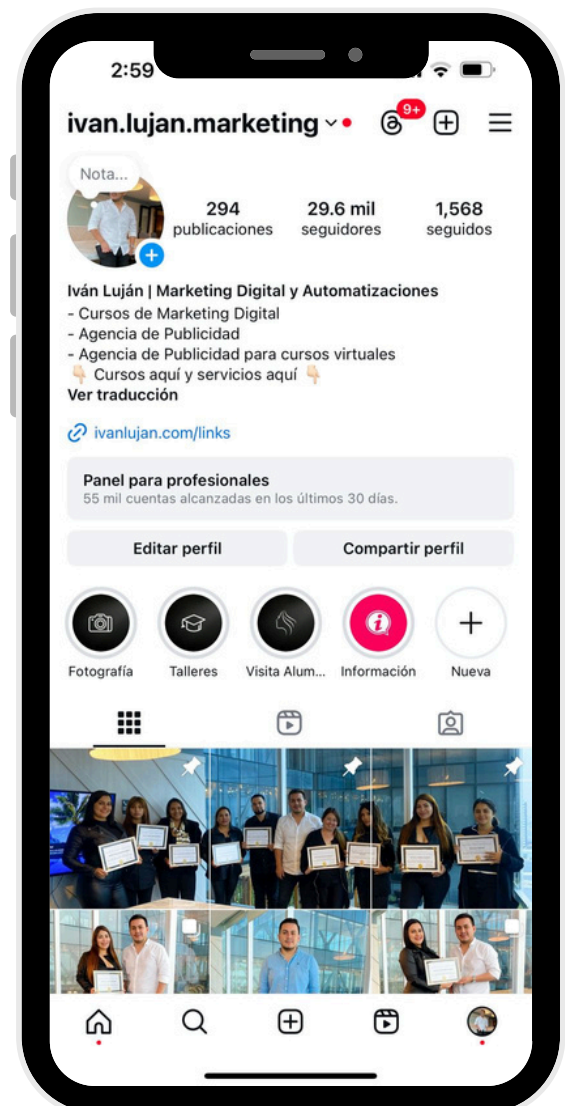 2:59
ivan.lujan.marketing
9+
Nota...
294
publicaciones
29.6 mil
seguidores
1,568
seguidos
Iván Luján | Marketing Digital y Automatizaciones
- Cursos de Marketing Digital
- Agencia de Publicidad
- Agencia de Publicidad para cursos virtuales
👇🏻 Cursos aquí y servicios aquí 👇🏻
Ver traducción
ivanlujan.com/links
Panel para profesionales
55 mil cuentas alcanzadas en los últimos 30 días.
Editar perfil
Compartir perfil
Fotografía
Talleres
Visita Alum...
Información
Nueva